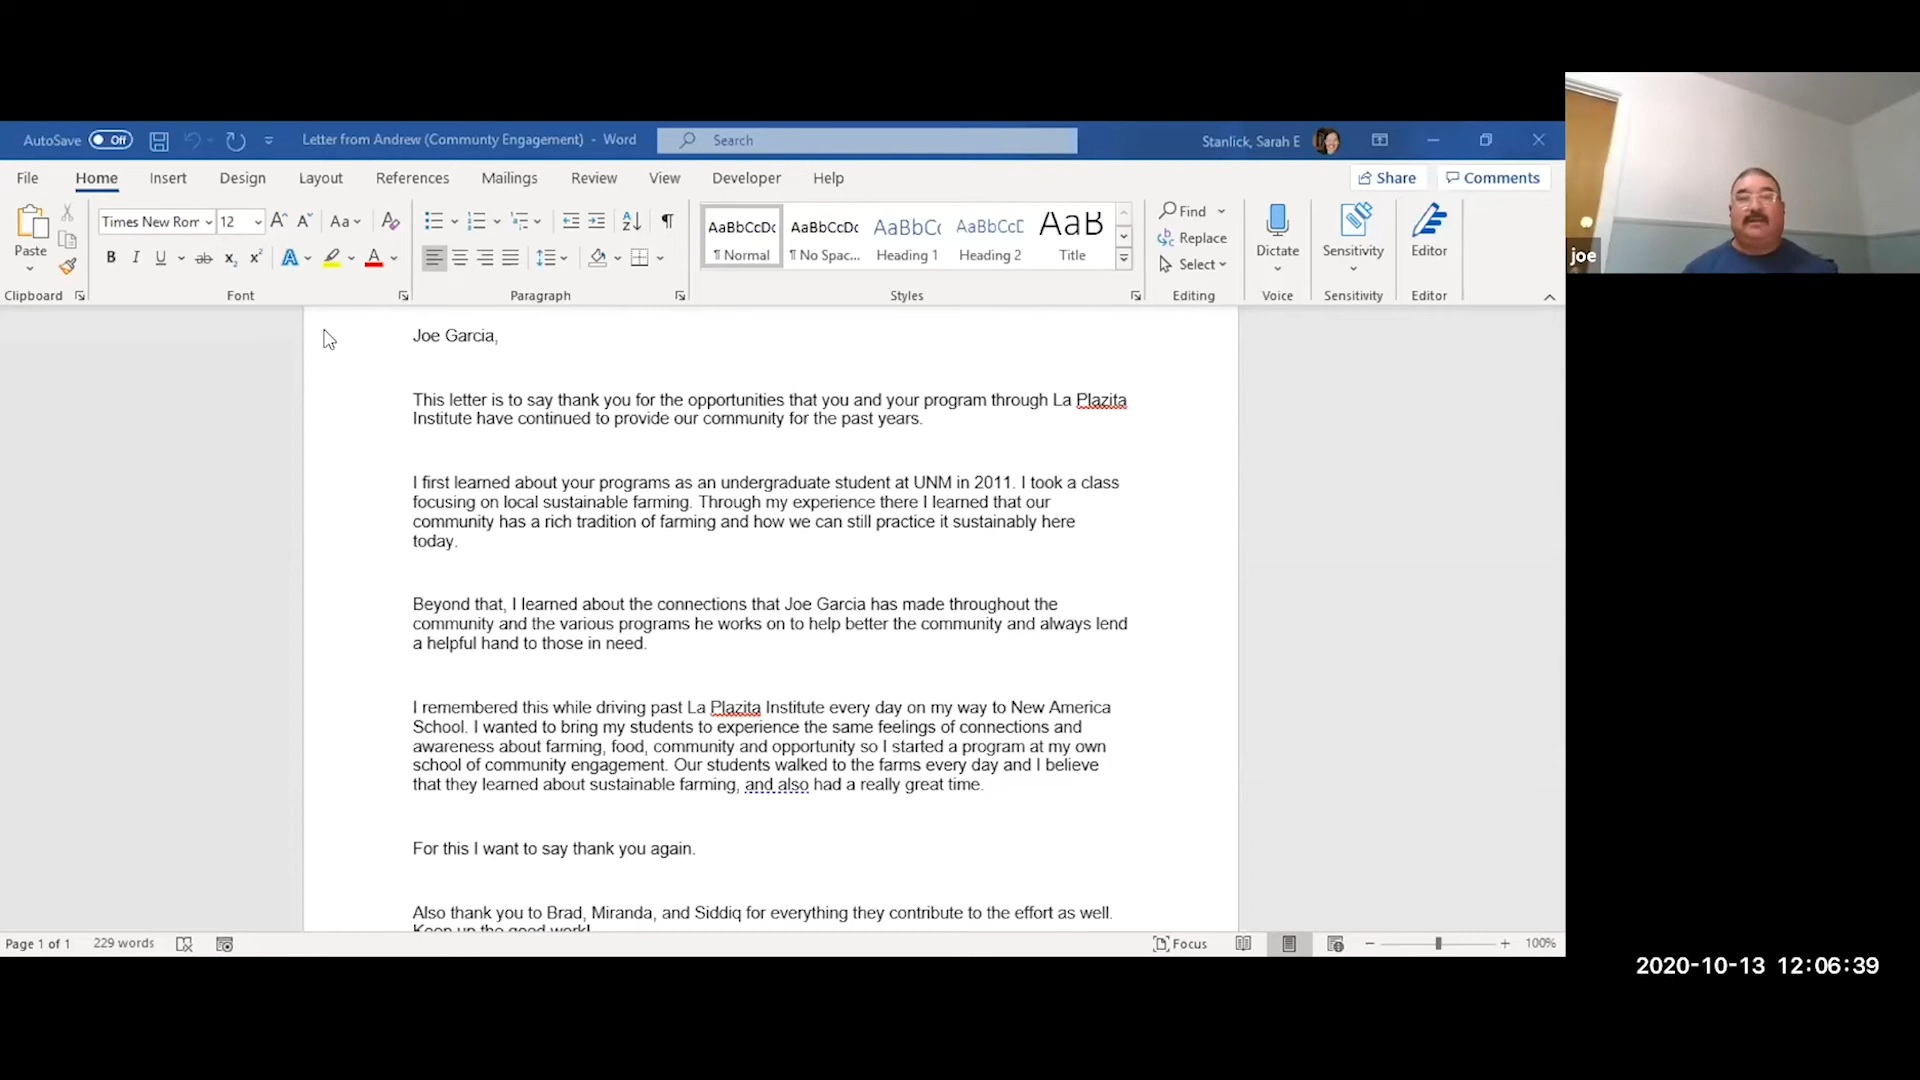 AutoSave Off Letter from Andrew (Communty Engagement) - Word Search Stanlick, Sarah E
File Home Insert Design Layout References Mailings Review View Developer Help Share Comments
Paste
Clipboard
Times New Rom 12
Font
Paragraph
AaBbCcDc
¶ Normal
AaBbCcDc
¶ No Spac...
AaBbC(
Heading 1
AaBbCcD
Heading 2
AaB
Title
Styles
Find
Replace
Select
Editing
Dictate
Voice
Sensitivity
Sensitivity
Editor
Editor
joe
Joe Garcia,
This letter is to say thank you for the opportunities that you and your program through La Plazita
Institute have continued to provide our community for the past years.
I first learned about your programs as an undergraduate student at UNM in 2011. I took a class
focusing on local sustainable farming. Through my experience there I learned that our
community has a rich tradition of farming and how we can still practice it sustainably here
today.
Beyond that, I learned about the connections that Joe Garcia has made throughout the
community and the various programs he works on to help better the community and always lend
a helpful hand to those in need.
I remembered this while driving past La Plazita Institute every day on my way to New America
School. I wanted to bring my students to experience the same feelings of connections and
awareness about farming, food, community and opportunity so I started a program at my own
school of community engagement. Our students walked to the farms every day and I believe
that they learned about sustainable farming, and also had a really great time.
For this I want to say thank you again.
Also thank you to Brad, Miranda, and Siddiq for everything they contribute to the effort as well.
Keep up the good work!
Page 1 of 1 229 words Focus 100%
2020-10-13 12:06:39